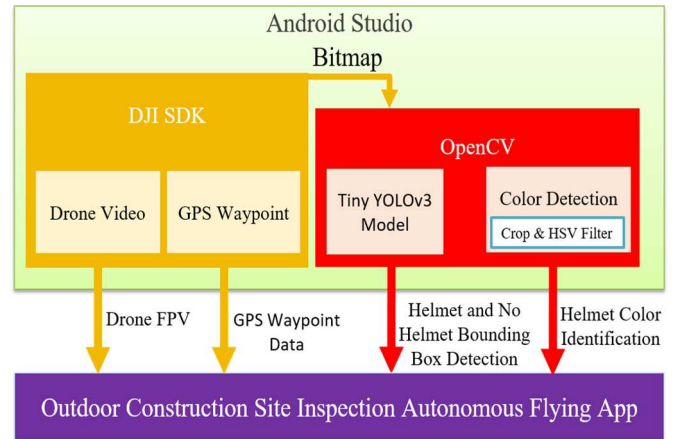 Android Studio
Bitmap
DJI SDK
OpenCV
Drone Video
GPS Waypoint
Tiny YOLOv3
Model
Color Detection
Crop & HSV Filter
Drone FPV
GPS Waypoint
Data
Helmet and No
Helmet Bounding
Box Detection
Helmet Color
Identification
Outdoor Construction Site Inspection Autonomous Flying App